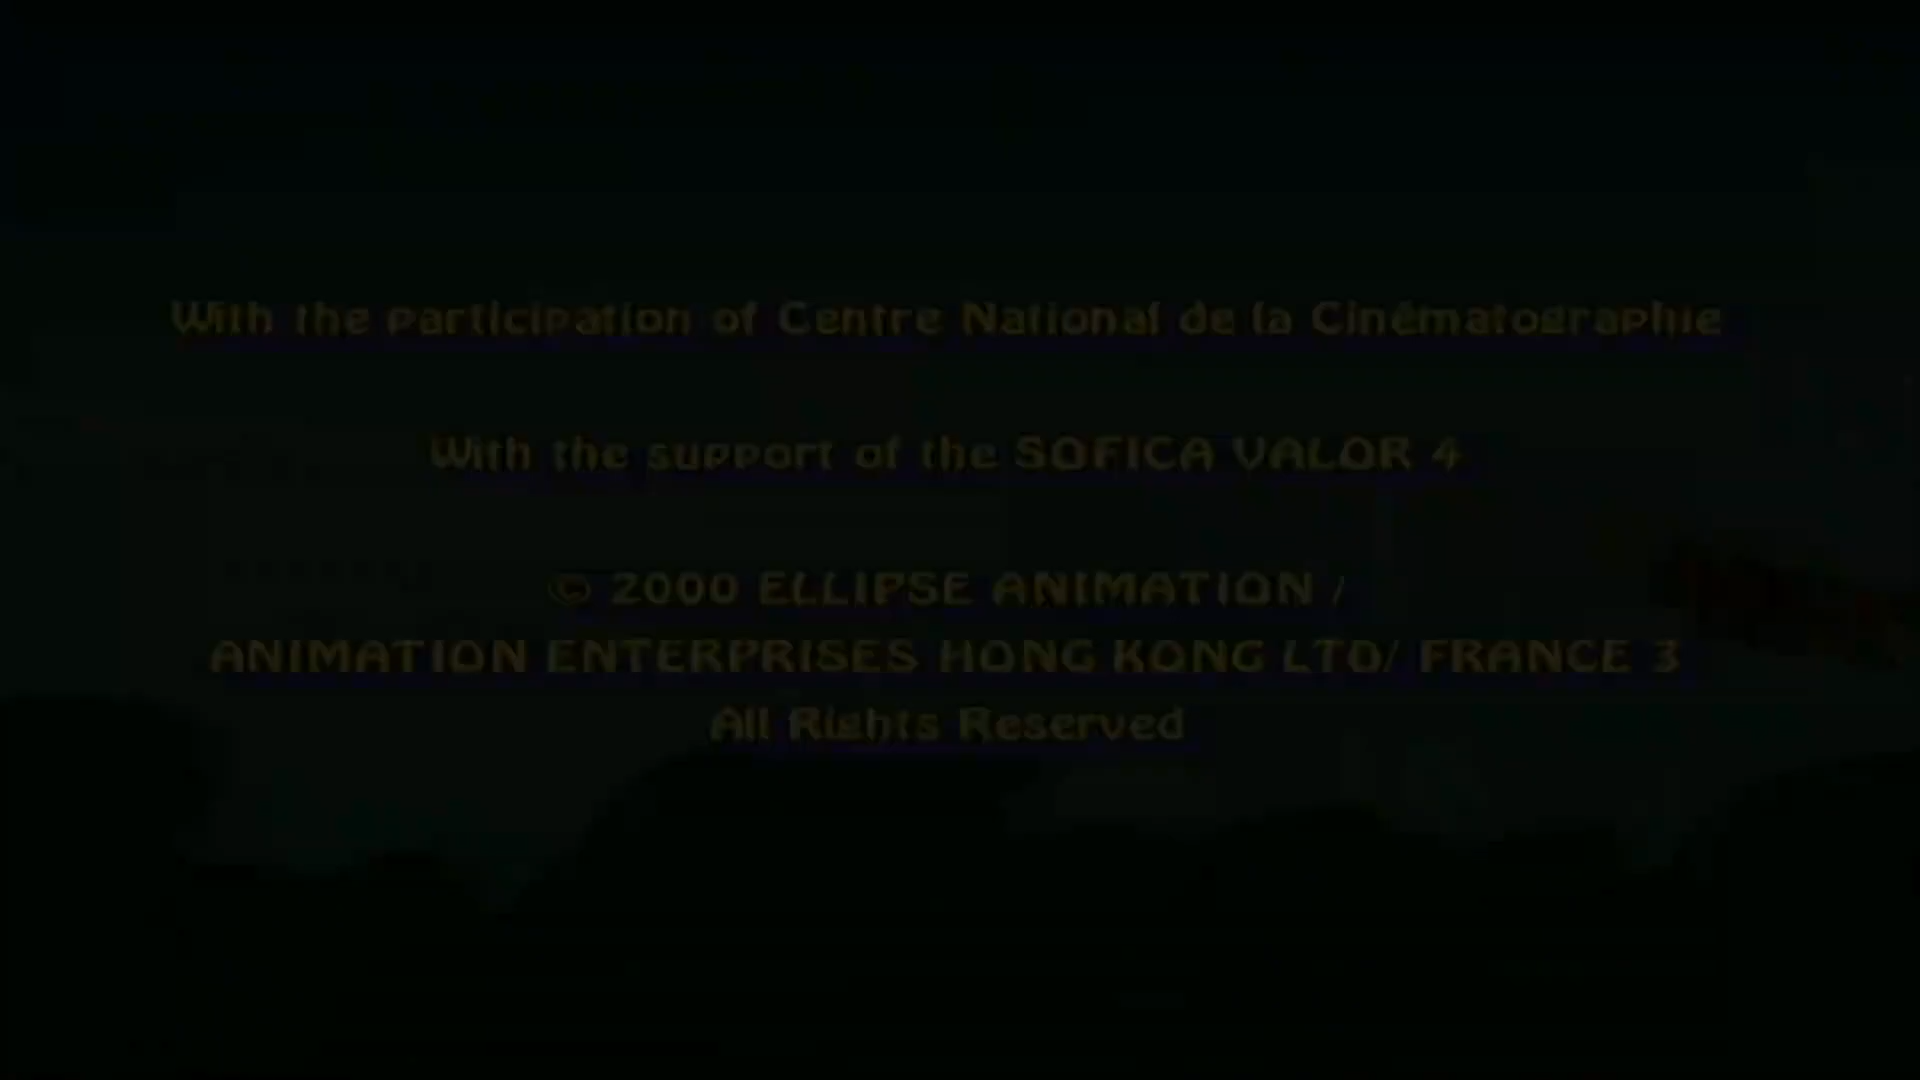 With the participation of Centre National de la Cinématographie
With the support of the SOFICA VALOR 4
© 2000 ELLIPSE ANIMATION /
ANIMATION ENTERPRISES HONG KONG LTD/ FRANCE 3
All Rights Reserved